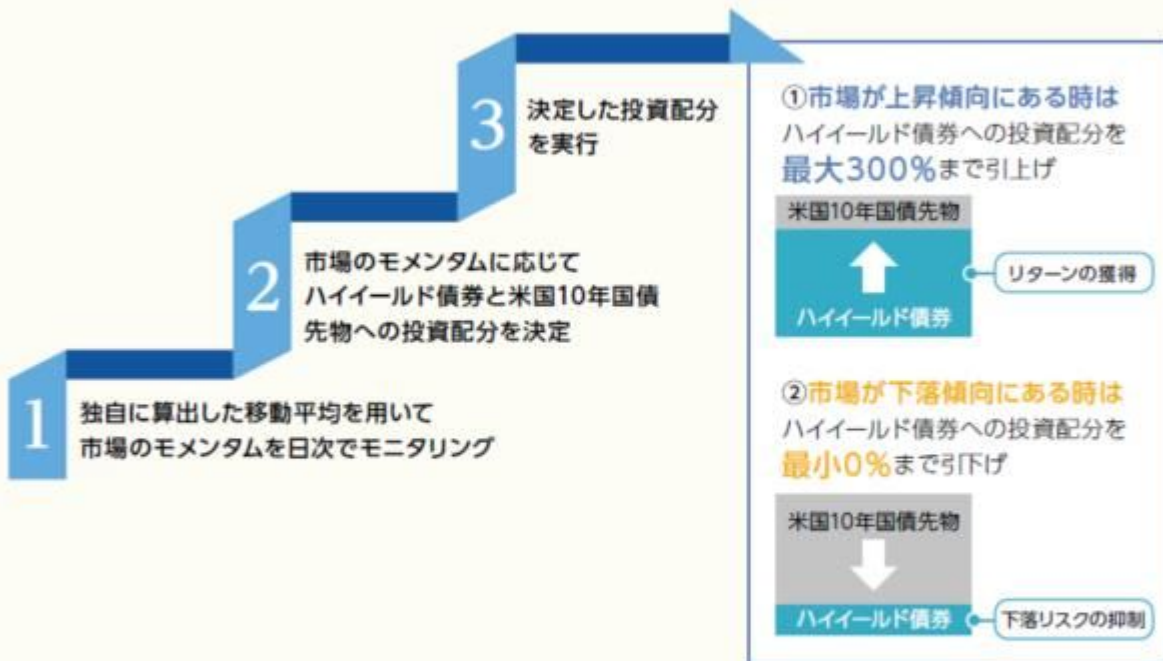 1
独自に算出した移動平均を用いて
市場のモメンタムを日次でモニタリング
2
市場のモメンタムに応じて
ハイイールド債券と米国10年国債
先物への投資配分を決定
3
決定した投資配分
を実行
①市場が上昇傾向にある時は
ハイイールド債券への投資配分を
最大300%まで引上げ
米国10年国債先物
ハイイールド債券
リターンの獲得
②市場が下落傾向にある時は
ハイイールド債券への投資配分を
最小0%まで引下げ
米国10年国債先物
ハイイールド債券
下落リスクの抑制